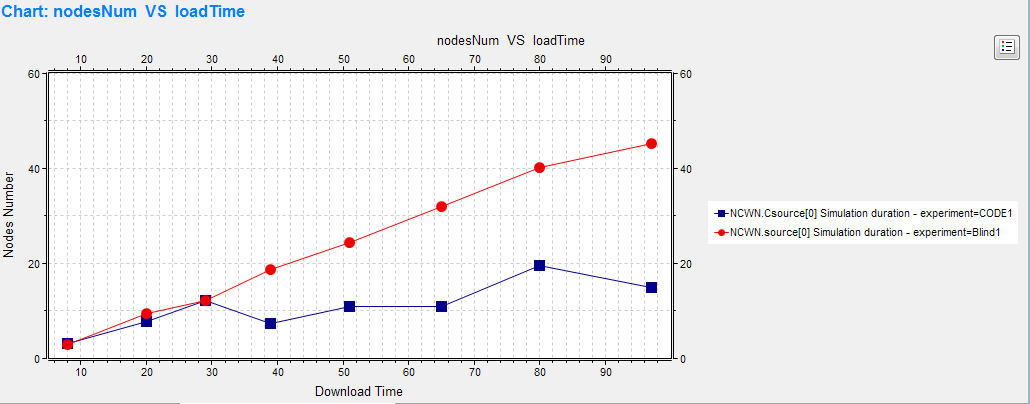 Chart: nodesNum VS loadTime
nodesNum VS loadTime
10 20 30 40 50 60 70 80 90
60 60
40 40
20 20
0 0
10 20 30 40 50 60 70 80 90
Nodes Number
Download Time
NCWN.Csource[0] Simulation duration - experiment=CODE1
NCWN.source[0] Simulation duration - experiment=Blind1